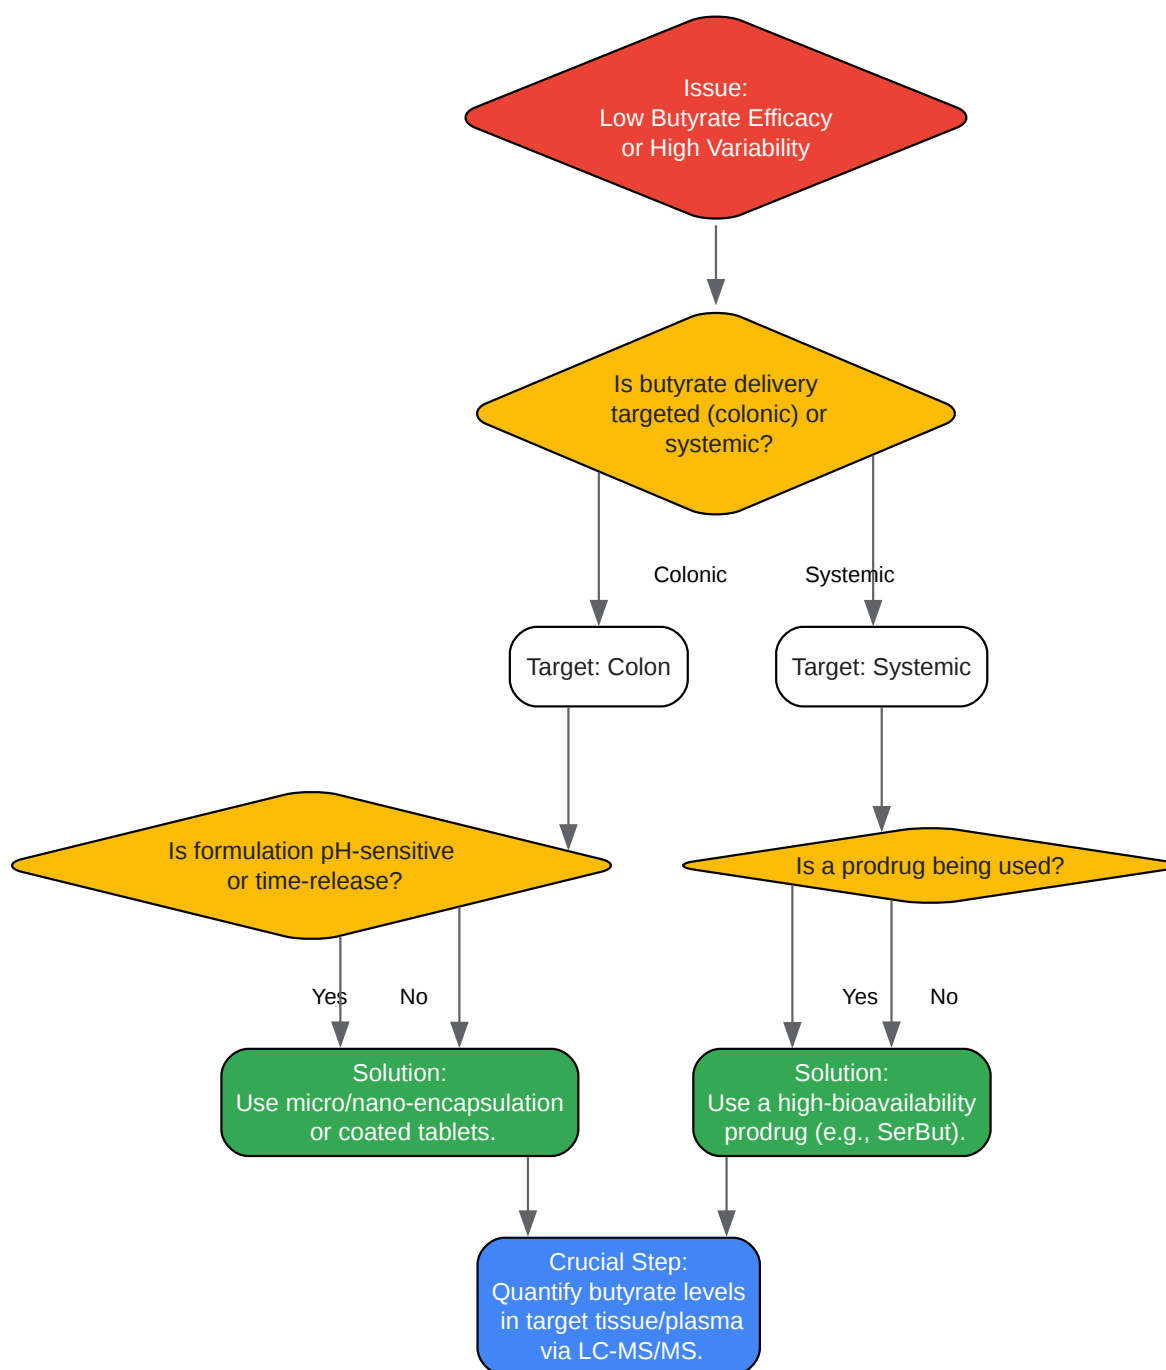 Issue:
Low Butyrate Efficacy
or High Variability
Is butyrate delivery
targeted (colonic) or
systemic?
Colonic
Systemic
Target: Colon
Target: Systemic
Is formulation pH-sensitive
or time-release?
Is a prodrug being used?
Yes
No
Yes
No
Solution:
Use micro/nano-encapsulation
or coated tablets.
Solution:
Use a high-bioavailability
prodrug (e.g., SerBut).
Crucial Step:
Quantify butyrate levels
in target tissue/plasma
via LC-MS/MS.